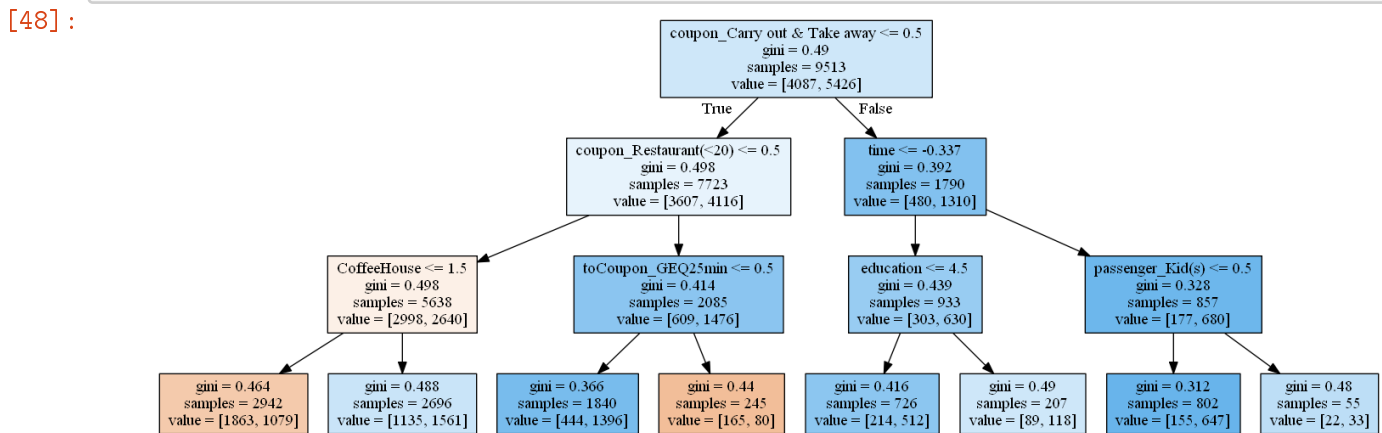 [48]:
coupon_Carry out & Take away <= 0.5
gini = 0.49
samples = 9513
value = [4087, 5426]
True
False
coupon_Restaurant(<20) <= 0.5
gini = 0.498
samples = 7723
value = [3607, 4116]
time <= -0.337
gini = 0.392
samples = 1790
value = [480, 1310]
CoffeeHouse <= 1.5
gini = 0.498
samples = 5638
value = [2998, 2640]
toCoupon_GEQ25min <= 0.5
gini = 0.414
samples = 2085
value = [609, 1476]
education <= 4.5
gini = 0.439
samples = 933
value = [303, 630]
passenger_Kid(s) <= 0.5
gini = 0.328
samples = 857
value = [177, 680]
gini = 0.464
samples = 2942
value = [1863, 1079]
gini = 0.488
samples = 2696
value = [1135, 1561]
gini = 0.366
samples = 1840
value = [444, 1396]
gini = 0.44
samples = 245
value = [165, 80]
gini = 0.416
samples = 726
value = [214, 512]
gini = 0.49
samples = 207
value = [89, 118]
gini = 0.312
samples = 802
value = [155, 647]
gini = 0.48
samples = 55
value = [22, 33]